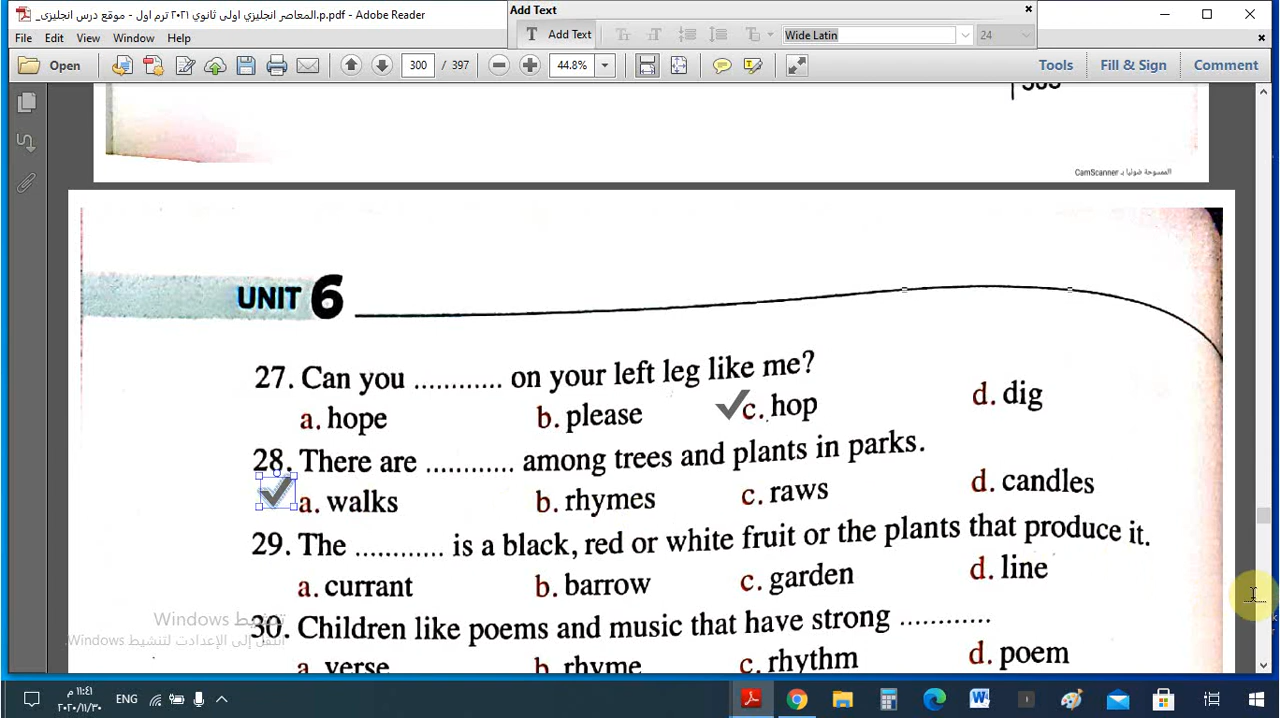 المعاصر انجليزي اولى ثانوي ٢٠٢١ ترم اول - موقع درس انجليزى_.p.pdf - Adobe Reader
Add Text
File Edit View Window Help
Add Text
Wide Latin
24
Open
300 / 397
44.8%
Tools Fill & Sign Comment
الممسوحة ضوئيا بـ CamScanner
UNIT 6
27. Can you ............ on your left leg like me?
a. hope b. please c. hop d. dig
28. There are ............ among trees and plants in parks.
a. walks b. rhymes c. raws d. candles
29. The ............ is a black, red or white fruit or the plants that produce it.
a. currant b. barrow c. garden d. line
تنشيط Windows
انتقل إلى الإعدادات لتنشيط Windows.
30. Children like poems and music that have strong ............
a. verse b. rhyme c. rhythm d. poem
١١:٤١ م
ENG
٢٠٢٠/١١/٣٠